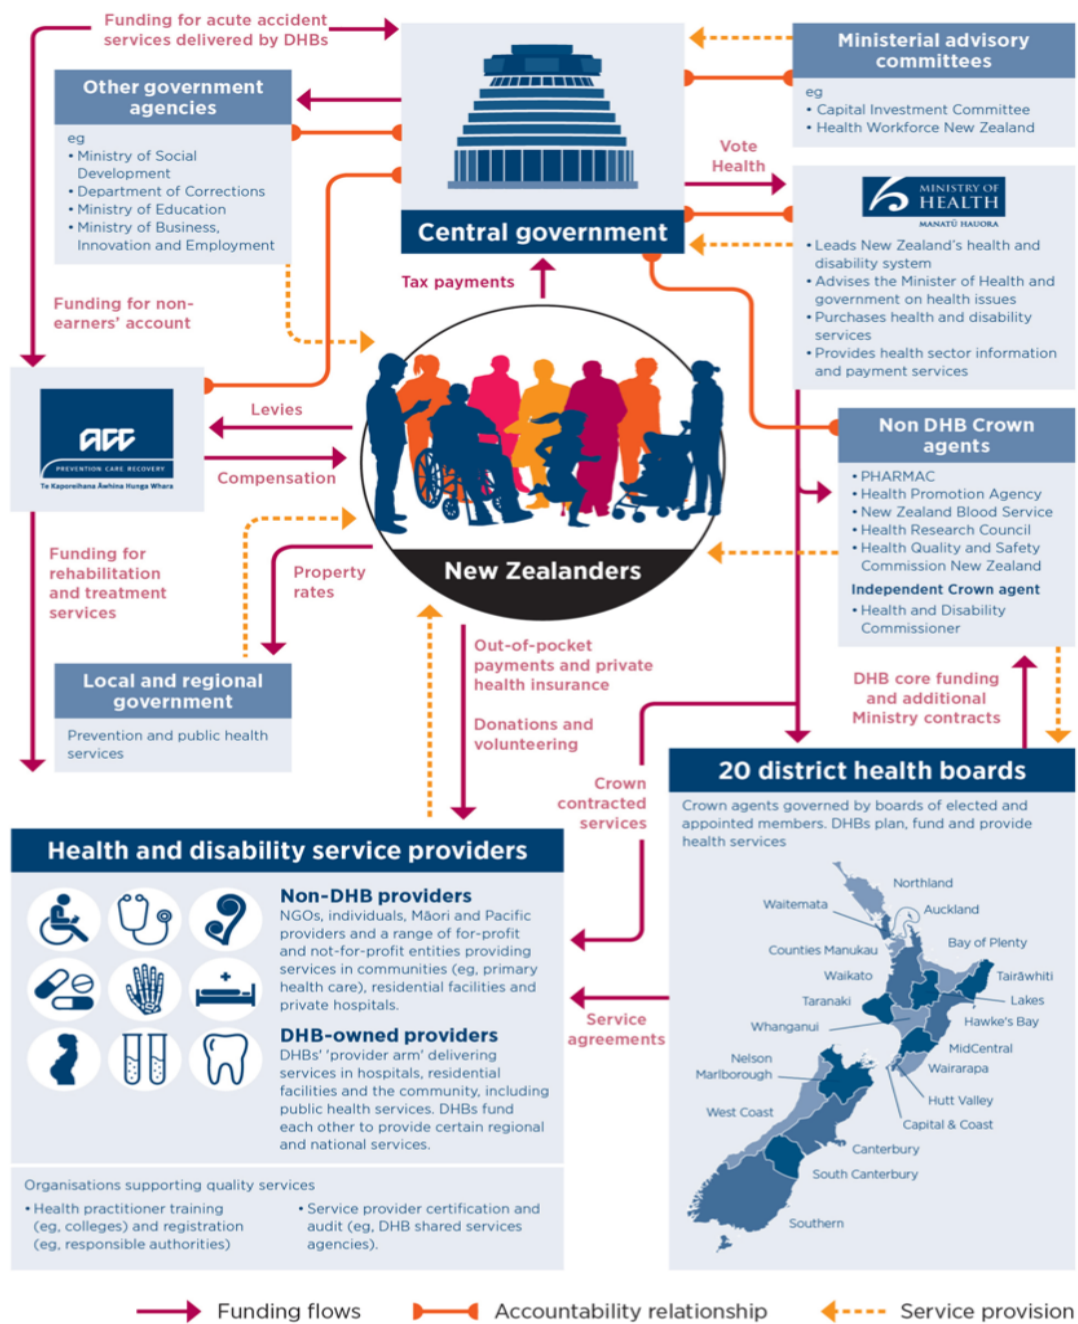 Funding for acute accident
services delivered by DHBs
Other government
agencies
eg
• Ministry of Social
Development
• Department of Corrections
• Ministry of Education
• Ministry of Business,
Innovation and Employment
Central government
Ministerial advisory
committees
eg
• Capital Investment Committee
• Health Workforce New Zealand
Vote
Health
MINISTRY OF
HEALTH
MANATŪ HAUORA
• Leads New Zealand's health and
disability system
• Advises the Minister of Health and
government on health issues
• Purchases health and disability
services
• Provides health sector information
and payment services
Tax payments
Funding for non-
earners' account
acc
PREVENTION CARE RECOVERY
Te Kaporeihana Āwhina Hunga Whara
Levies
Compensation
New Zealanders
Non DHB Crown
agents
• PHARMAC
• Health Promotion Agency
• New Zealand Blood Service
• Health Research Council
• Health Quality and Safety
Commission New Zealand
Independent Crown agent
• Health and Disability
Commissioner
Funding for
rehabilitation
and treatment
services
Property
rates
Local and regional
government
Prevention and public health
services
Out-of-pocket
payments and private
health insurance
Donations and
volunteering
Crown
contracted
services
DHB core funding
and additional
Ministry contracts
20 district health boards
Crown agents governed by boards of elected and
appointed members. DHBs plan, fund and provide
health services
Northland
Waitemata
Auckland
Counties Manukau
Bay of Plenty
Waikato
Tairāwhiti
Taranaki
Lakes
Whanganui
Hawke's Bay
MidCentral
Nelson
Marlborough
Wairarapa
Hutt Valley
West Coast
Capital & Coast
Canterbury
South Canterbury
Southern
Service
agreements
Health and disability service providers
Non-DHB providers
NGOs, individuals, Māori and Pacific
providers and a range of for-profit
and not-for-profit entities providing
services in communities (eg, primary
health care), residential facilities and
private hospitals.
DHB-owned providers
DHBs' 'provider arm' delivering
services in hospitals, residential
facilities and the community, including
public health services. DHBs fund
each other to provide certain regional
and national services.
Organisations supporting quality services
• Health practitioner training
(eg, colleges) and registration
(eg, responsible authorities)
• Service provider certification and
audit (eg, DHB shared services
agencies).
Funding flows
Accountability relationship
Service provision